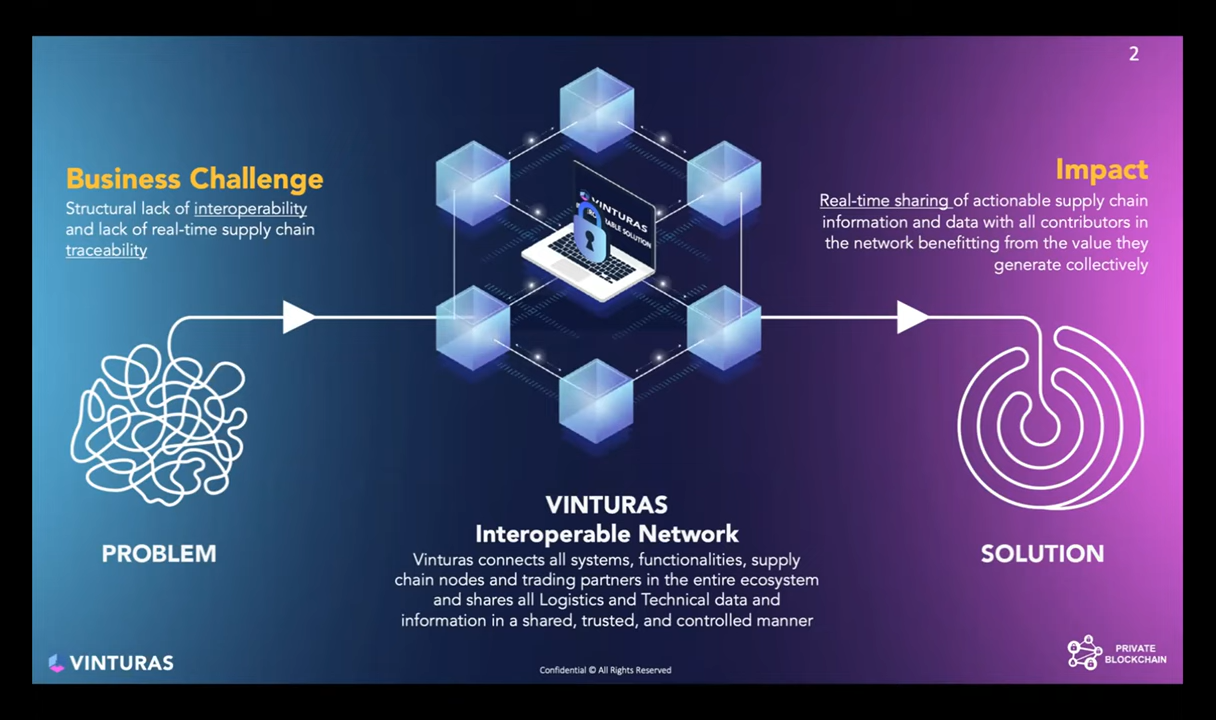 2
Business Challenge
Structural lack of interoperability
and lack of real-time supply chain
traceability
Impact
Real-time sharing of actionable supply chain
information and data with all contributors in
the network benefitting from the value they
generate collectively
VINTURAS
ABLE SOLUTION
PROBLEM
VINTURAS
Interoperable Network
Vinturas connects all systems, functionalities, supply
chain nodes and trading partners in the entire ecosystem
and shares all Logistics and Technical data and
information in a shared, trusted, and controlled manner
SOLUTION
VINTURAS
Confidential © All Rights Reserved
PRIVATE
BLOCKCHAIN